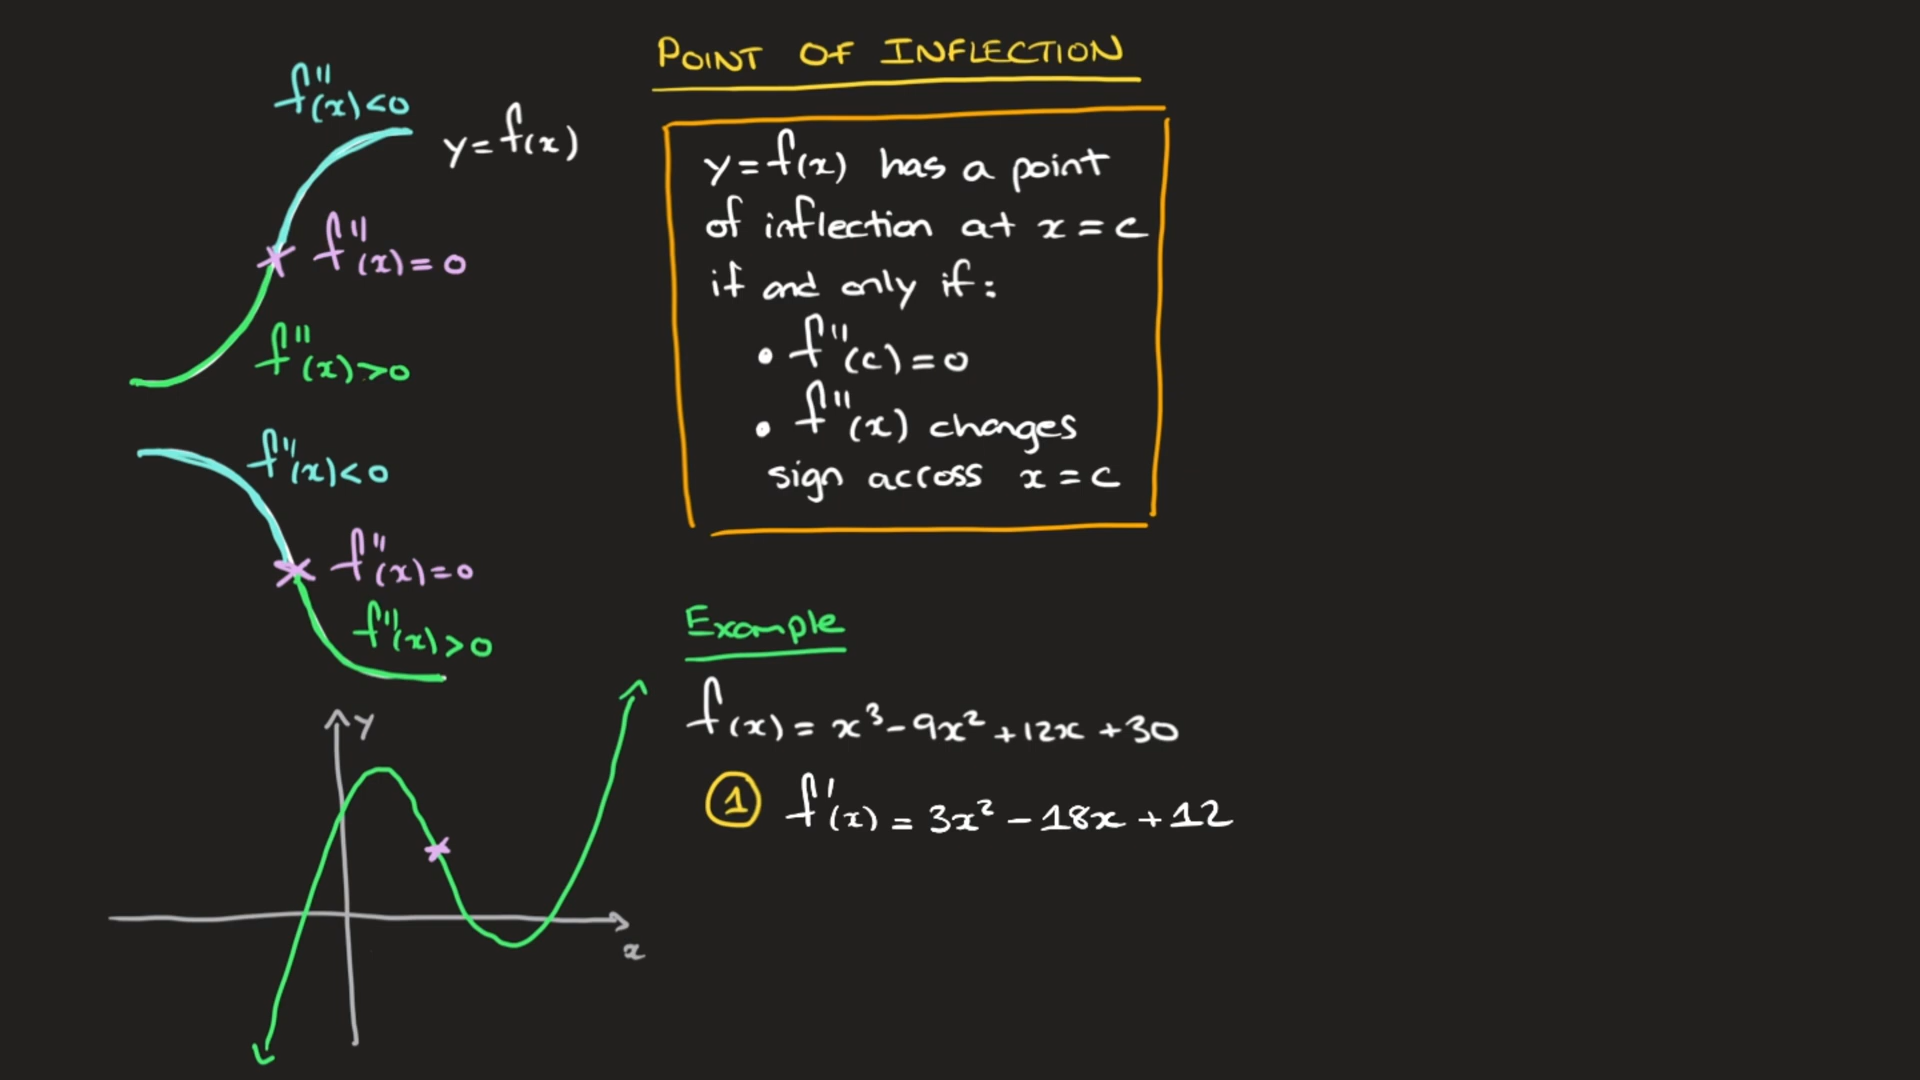 POINT OF INFLECTION
f''(x)<0
y=f(x)
f''(x)=0
f''(x)>0
f''(x)<0
f''(x)=0
f''(x)>0
y
x
y=f(x) has a point
of inflection at x=c
if and only if:
• f''(c)=0
• f''(x) changes
sign across x=c
Example
f(x)=x³-9x²+12x+30
① f'(x)=3x²-18x+12